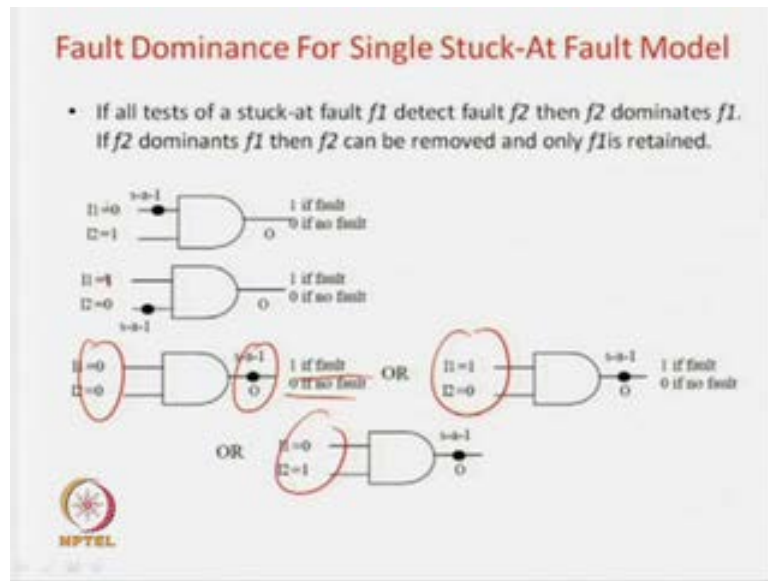 Fault Dominance For Single Stuck-At Fault Model
• If all tests of a stuck-at fault f1 detect fault f2 then f2 dominates f1.
If f2 dominants f1 then f2 can be removed and only f1is retained.
s-a-1
I1=0
I2=1
1 if fault
0 if no fault
O
I1=1
I2=0
1 if fault
0 if no fault
O
s-a-1
I1=0
I2=0
s-a-1
O
1 if fault
0 if no fault
OR
I1=1
I2=0
s-a-1
O
1 if fault
0 if no fault
OR
I1=0
I2=1
s-a-1
O
NPTEL